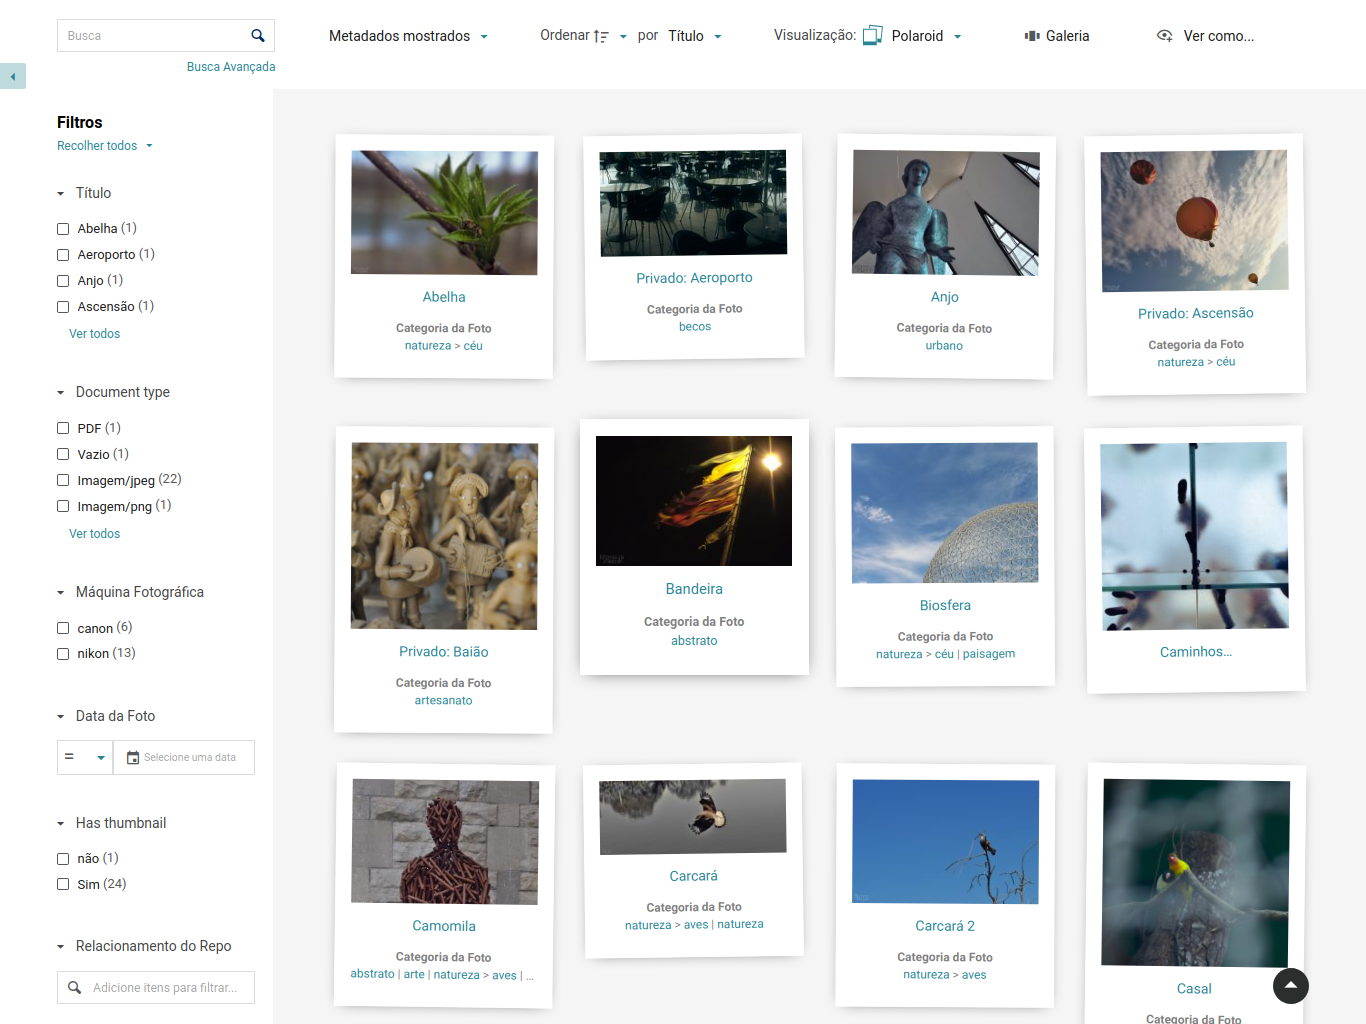 Busca
Busca Avançada
Metadados mostrados
Ordenar por Título
Visualização: Polaroid
Galeria
Ver como...
Filtros
Recolher todos
Título
Abelha (1)
Aeroporto (1)
Anjo (1)
Ascensão (1)
Ver todos
Document type
PDF (1)
Vazio (1)
Imagem/jpeg (22)
Imagem/png (1)
Ver todos
Máquina Fotográfica
canon (6)
nikon (13)
Data da Foto
=
Selecione uma data
Has thumbnail
não (1)
Sim (24)
Relacionamento do Repo
Adicione itens para filtrar...
Abelha
Categoria da Foto
natureza > céu
Privado: Aeroporto
Categoria da Foto
becos
Anjo
Categoria da Foto
urbano
Privado: Ascensão
Categoria da Foto
natureza > céu
Privado: Baião
Categoria da Foto
artesanato
Bandeira
Categoria da Foto
abstrato
Biosfera
Categoria da Foto
natureza > céu | paisagem
Caminhos...
Camomila
Categoria da Foto
abstrato | arte | natureza > aves | ...
Carcará
Categoria da Foto
natureza > aves | natureza
Carcará 2
Categoria da Foto
natureza > aves
Casal
Categoria da Foto